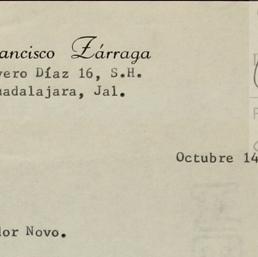 ancisco Zárraga
vero Díaz 16, S.H.
uadalajara, Jal.
Octubre 14
dor Novo.